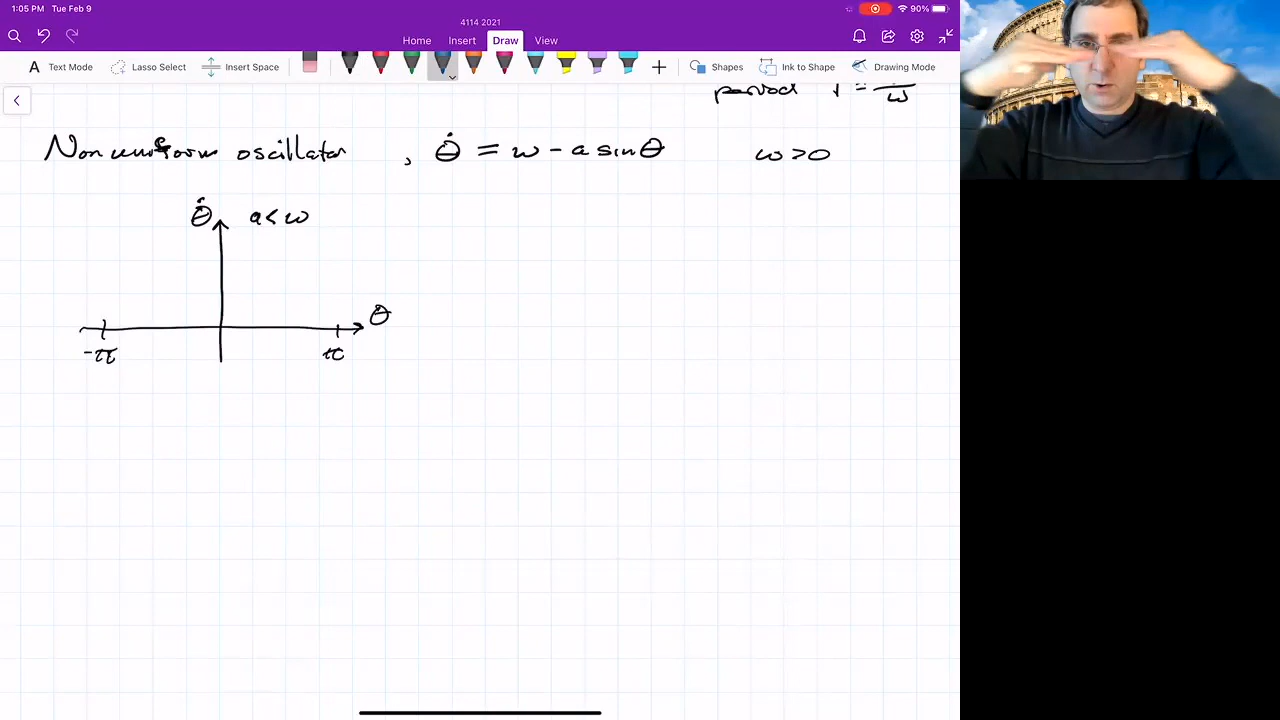 1:05 PM Tue Feb 9
90%
4114 2021
Home Insert Draw View
Text Mode Lasso Select Insert Space Shapes Ink to Shape Drawing Mode
period
ω
Nonuniform oscillator , θ̇ = ω - a sinθ ω>0
θ̇ a<ω
θ
-π π